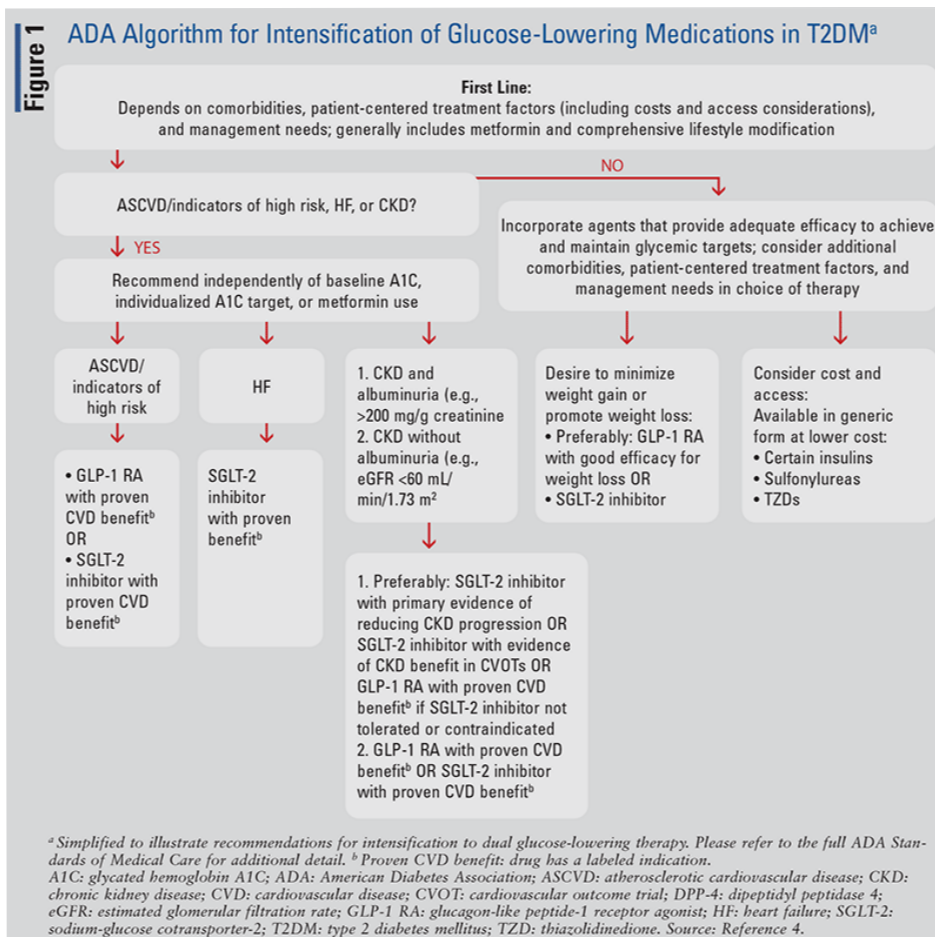 Figure 1
ADA Algorithm for Intensification of Glucose-Lowering Medications in T2DMᵃ
First Line:
Depends on comorbidities, patient-centered treatment factors (including costs and access considerations),
and management needs; generally includes metformin and comprehensive lifestyle modification
NO
ASCVD/indicators of high risk, HF, or CKD?
YES
Recommend independently of baseline A1C,
individualized A1C target, or metformin use
Incorporate agents that provide adequate efficacy to achieve
and maintain glycemic targets; consider additional
comorbidities, patient-centered treatment factors, and
management needs in choice of therapy
ASCVD/
indicators of
high risk
HF
1. CKD and
albuminuria (e.g.,
>200 mg/g creatinine
2. CKD without
albuminuria (e.g.,
eGFR <60 mL/
min/1.73 m²
Desire to minimize
weight gain or
promote weight loss:
• Preferably: GLP-1 RA
with good efficacy for
weight loss OR
• SGLT-2 inhibitor
Consider cost and
access:
Available in generic
form at lower cost:
• Certain insulins
• Sulfonylureas
• TZDs
• GLP-1 RA
with proven
CVD benefitᵇ
OR
• SGLT-2
inhibitor with
proven CVD
benefitᵇ
SGLT-2
inhibitor
with proven
benefitᵇ
1. Preferably: SGLT-2 inhibitor
with primary evidence of
reducing CKD progression OR
SGLT-2 inhibitor with evidence
of CKD benefit in CVOTs OR
GLP-1 RA with proven CVD
benefitᵇ if SGLT-2 inhibitor not
tolerated or contraindicated
2. GLP-1 RA with proven CVD
benefitᵇ OR SGLT-2 inhibitor
with proven CVD benefitᵇ
ᵃ Simplified to illustrate recommendations for intensification to dual glucose-lowering therapy. Please refer to the full ADA Stan-
dards of Medical Care for additional detail. ᵇ Proven CVD benefit: drug has a labeled indication.
A1C: glycated hemoglobin A1C; ADA: American Diabetes Association; ASCVD: atherosclerotic cardiovascular disease; CKD:
chronic kidney disease; CVD: cardiovascular disease; CVOT: cardiovascular outcome trial; DPP-4: dipeptidyl peptidase 4;
eGFR: estimated glomerular filtration rate; GLP-1 RA: glucagon-like peptide-1 receptor agonist; HF: heart failure; SGLT-2:
sodium-glucose cotransporter-2; T2DM: type 2 diabetes mellitus; TZD: thiazolidinedione. Source: Reference 4.